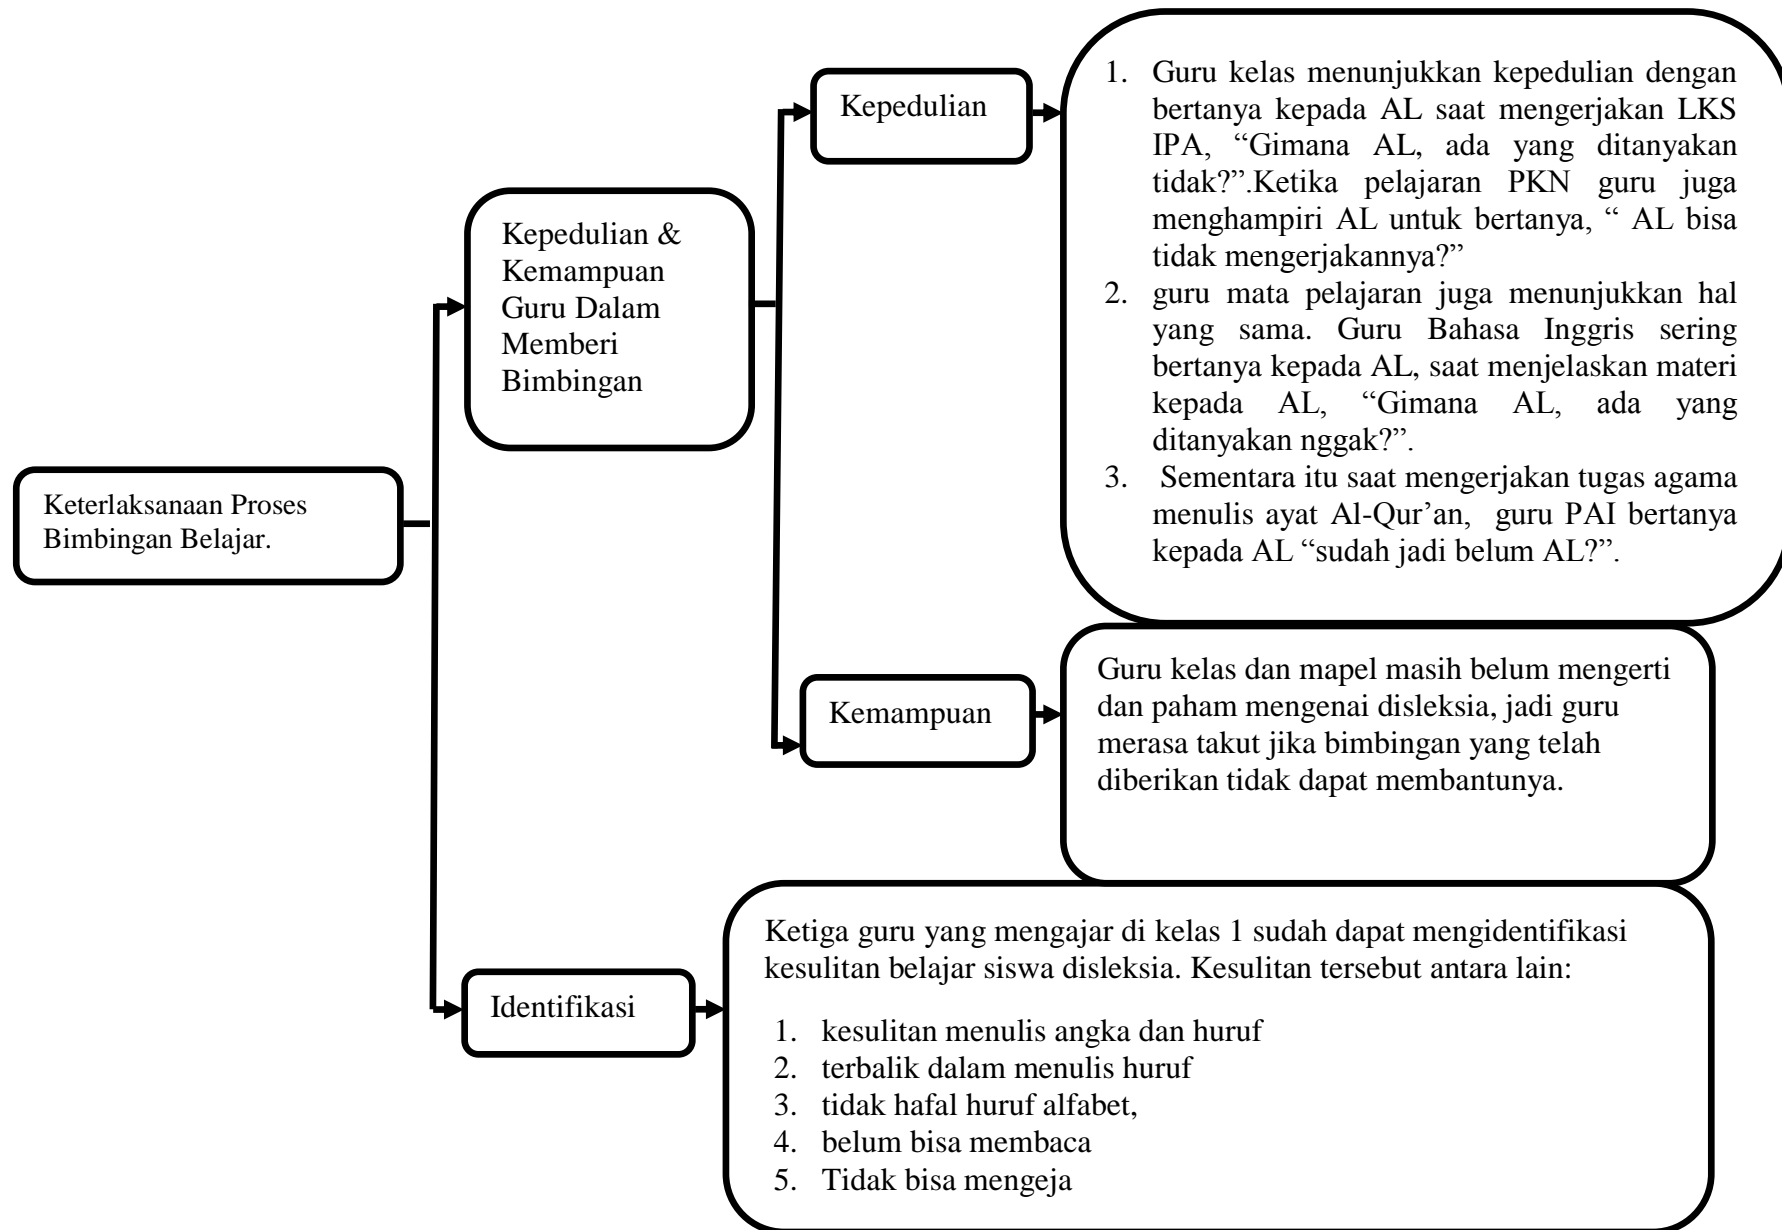 Keterlaksanaan Proses
Bimbingan Belajar.
Kepedulian &
Kemampuan
Guru Dalam
Memberi
Bimbingan
Kepedulian
1. Guru kelas menunjukkan kepedulian dengan
bertanya kepada AL saat mengerjakan LKS
IPA, “Gimana AL, ada yang ditanyakan
tidak?”.Ketika pelajaran PKN guru juga
menghampiri AL untuk bertanya, “ AL bisa
tidak mengerjakannya?”
2. guru mata pelajaran juga menunjukkan hal
yang sama. Guru Bahasa Inggris sering
bertanya kepada AL, saat menjelaskan materi
kepada AL, “Gimana AL, ada yang
ditanyakan nggak?”.
3. Sementara itu saat mengerjakan tugas agama
menulis ayat Al-Qur’an, guru PAI bertanya
kepada AL “sudah jadi belum AL?”.
Kemampuan
Guru kelas dan mapel masih belum mengerti
dan paham mengenai disleksia, jadi guru
merasa takut jika bimbingan yang telah
diberikan tidak dapat membantunya.
Identifikasi
Ketiga guru yang mengajar di kelas 1 sudah dapat mengidentifikasi
kesulitan belajar siswa disleksia. Kesulitan tersebut antara lain:
1. kesulitan menulis angka dan huruf
2. terbalik dalam menulis huruf
3. tidak hafal huruf alfabet,
4. belum bisa membaca
5. Tidak bisa mengeja